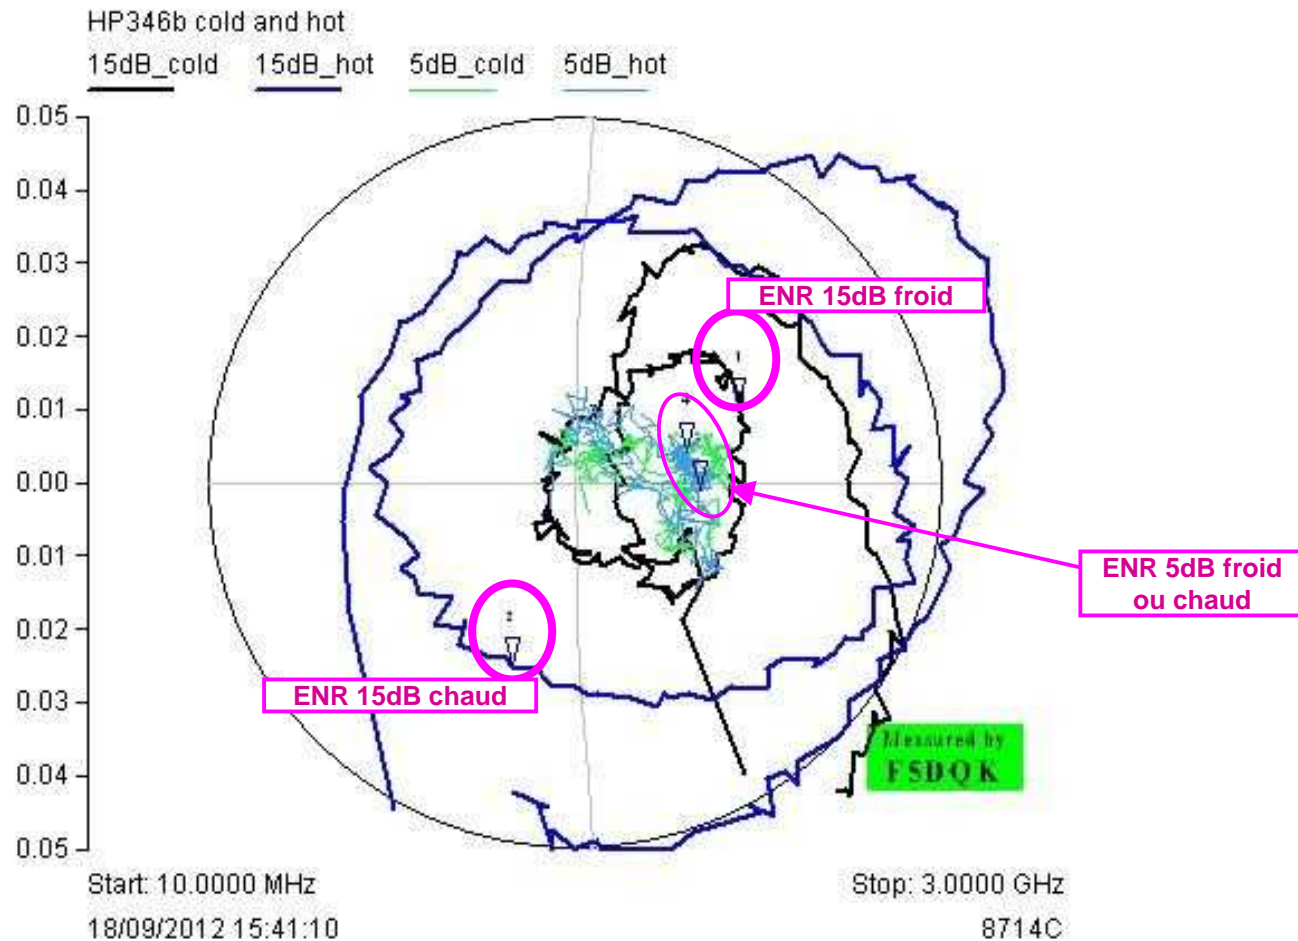 HP346b cold and hot
15dB_cold 15dB_hot 5dB_cold 5dB_hot
0.05
0.04
0.03
0.02
0.01
0.00
0.01
0.02
0.03
0.04
0.05
ENR 15dB froid
ENR 5dB froid
ou chaud
ENR 15dB chaud
Measured by
F5DQK
Start: 10.0000 MHz
Stop: 3.0000 GHz
18/09/2012 15:41:10
8714C